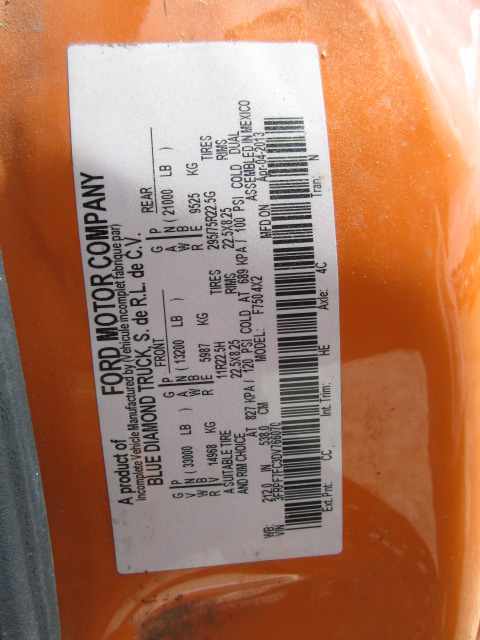 A product of FORD MOTOR COMPANY
Incomplete Vehicle Manufactured by (Vehicule incomplet fabrique par)
BLUE DIAMOND TRUCK, S. de R.L. de C.V.
FRONT REAR
G P G P
V N ( 33000 LB ) A N ( 13200 LB ) A N ( 21000 LB )
W B W B W B
R V 14968 KG R E 5987 KG R E 9525 KG
A SUITABLE TIRE 11R22.5H TIRES 295/75R22.5G TIRES
AND RIM CHOICE 22.5X8.25 RIMS 22.5X8.25 RIMS
AT 827 KPA / 120 PSI COLD AT 689 KPA / 100 PSI COLD DUAL
WB: 212.0 IN 538.0 CM MODEL: F750 4X2 ASSEMBLED IN MEXICO
VIN 3FRPF7FC3DV766070 MFD ON Apr-04-2013
Ext. Pnt: CC Int. Trim: HE Axle: 4C Tran: N